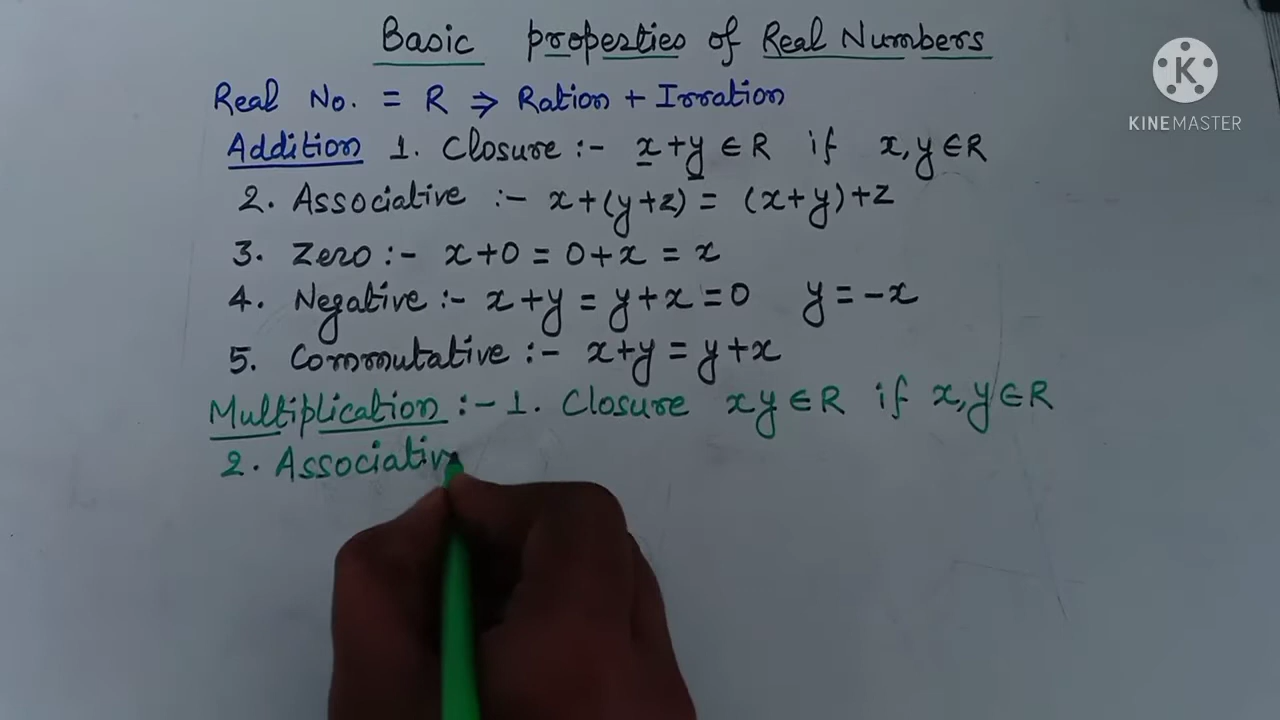 Basic properties of Real Numbers
K
KINEMASTER
Real No. = R ⇒ Ration + Irration
Addition 1. Closure :- x+y ∈ R if x,y ∈ R
2. Associative :- x+(y+z) = (x+y)+z
3. Zero :- x+0 = 0+x = x
4. Negative :- x+y = y+x = 0 y = -x
5. Commutative :- x+y = y+x
Multiplication :- 1. Closure xy ∈ R if x,y ∈ R
2. Associativ